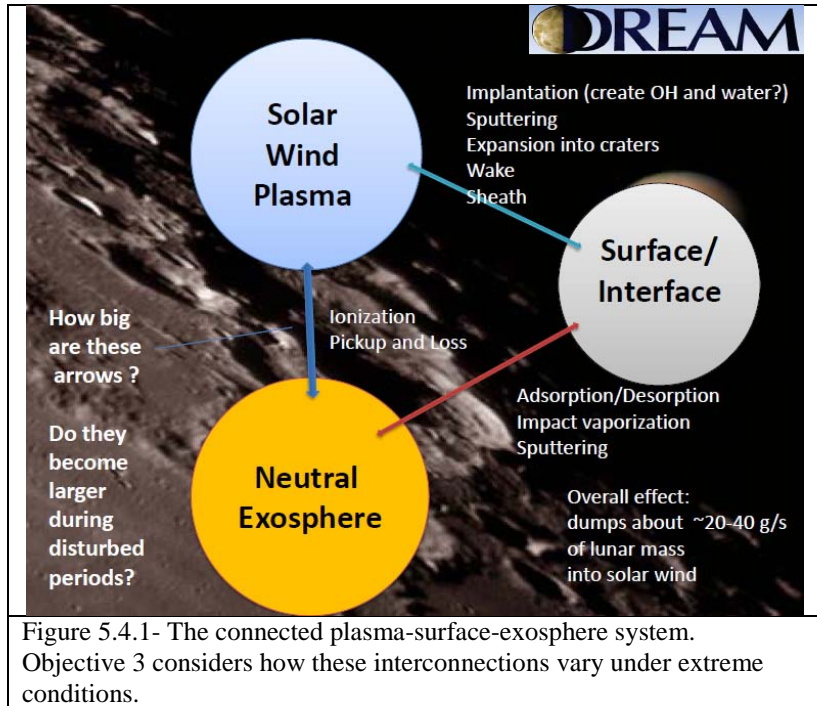 DREAM
Solar
Wind
Plasma
Implantation (create OH and water?)
Sputtering
Expansion into craters
Wake
Sheath
Surface/
Interface
How big
are these
arrows ?
Ionization
Pickup and Loss
Do they
become
larger
during
disturbed
periods?
Neutral
Exosphere
Adsorption/Desorption
Impact vaporization
Sputtering
Overall effect:
dumps about ~20-40 g/s
of lunar mass
into solar wind
Figure 5.4.1- The connected plasma-surface-exosphere system.
Objective 3 considers how these interconnections vary under extreme
conditions.